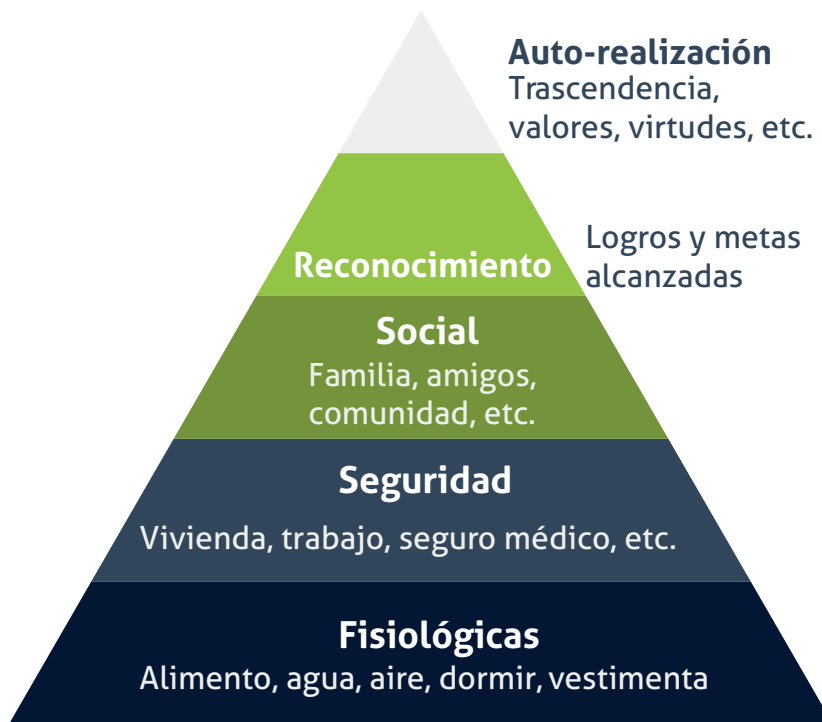 Auto-realización
Trascendencia,
valores, virtudes, etc.
Reconocimiento
Logros y metas
alcanzadas
Social
Familia, amigos,
comunidad, etc.
Seguridad
Vivienda, trabajo, seguro médico, etc.
Fisiológicas
Alimento, agua, aire, dormir, vestimenta